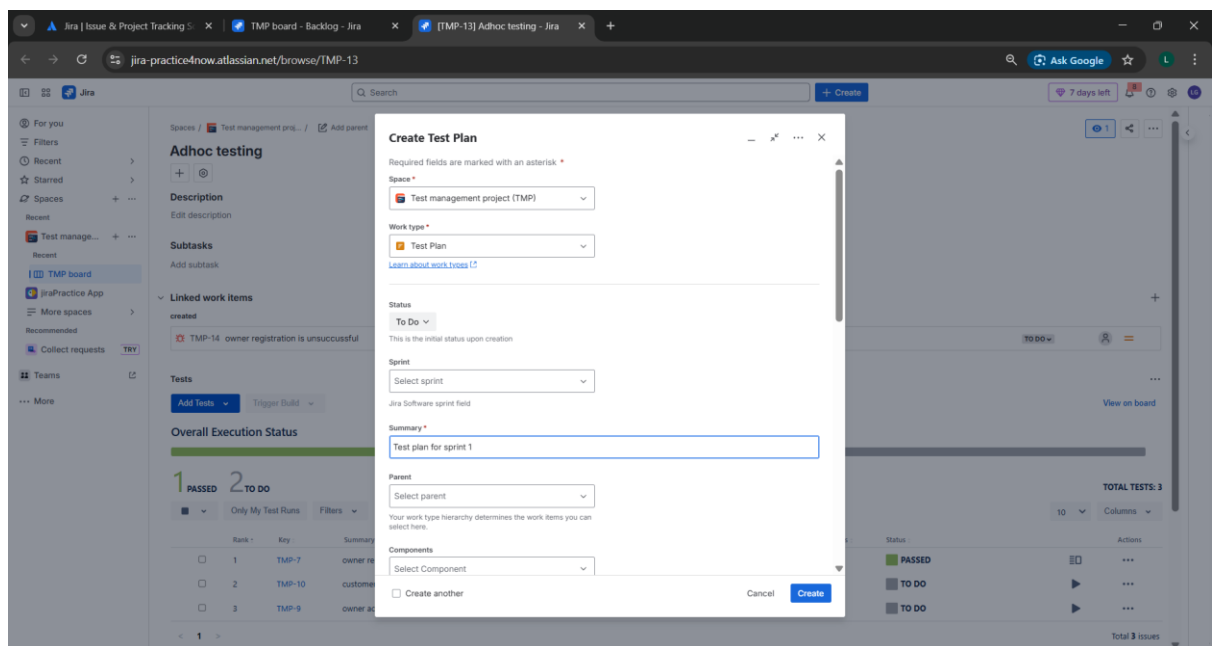 Jira | Issue & Project Tracking S
TMP board - Backlog - Jira
[TMP-13] Adhoc testing - Jira
jira-practice4now.atlassian.net/browse/TMP-13
Ask Google
L
Jira
Search
+ Create
7 days left
LG
For you
Filters
Recent
Starred
Spaces
Recent
Test manage...
Recent
TMP board
JiraPractice App
More spaces
Recommended
Collect requests TRY
Teams
More
Spaces / Test management proj... / Add parent
1
Adhoc testing
Description
Edit description
Subtasks
Add subtask
Linked work items
created
TMP-14 owner registration is unsuccussful
TO DO
Tests
Add Tests
Trigger Build
View on board
Overall Execution Status
1 PASSED 2 TO DO
TOTAL TESTS: 3
Only My Test Runs Filters
10 Columns
Rank Key Summary Status Actions
1 TMP-7 owner re PASSED
2 TMP-10 custome TO DO
3 TMP-9 owner ac TO DO
< 1 >
Total 3 issues
Create Test Plan
Required fields are marked with an asterisk *
Space *
Test management project (TMP)
Work type *
Test Plan
Learn about work types
Status
To Do
This is the initial status upon creation
Sprint
Select sprint
Jira Software sprint field
Summary *
Test plan for sprint 1
Parent
Select parent
Your work type hierarchy determines the work items you can
select here.
Components
Select Component
Create another
Cancel
Create